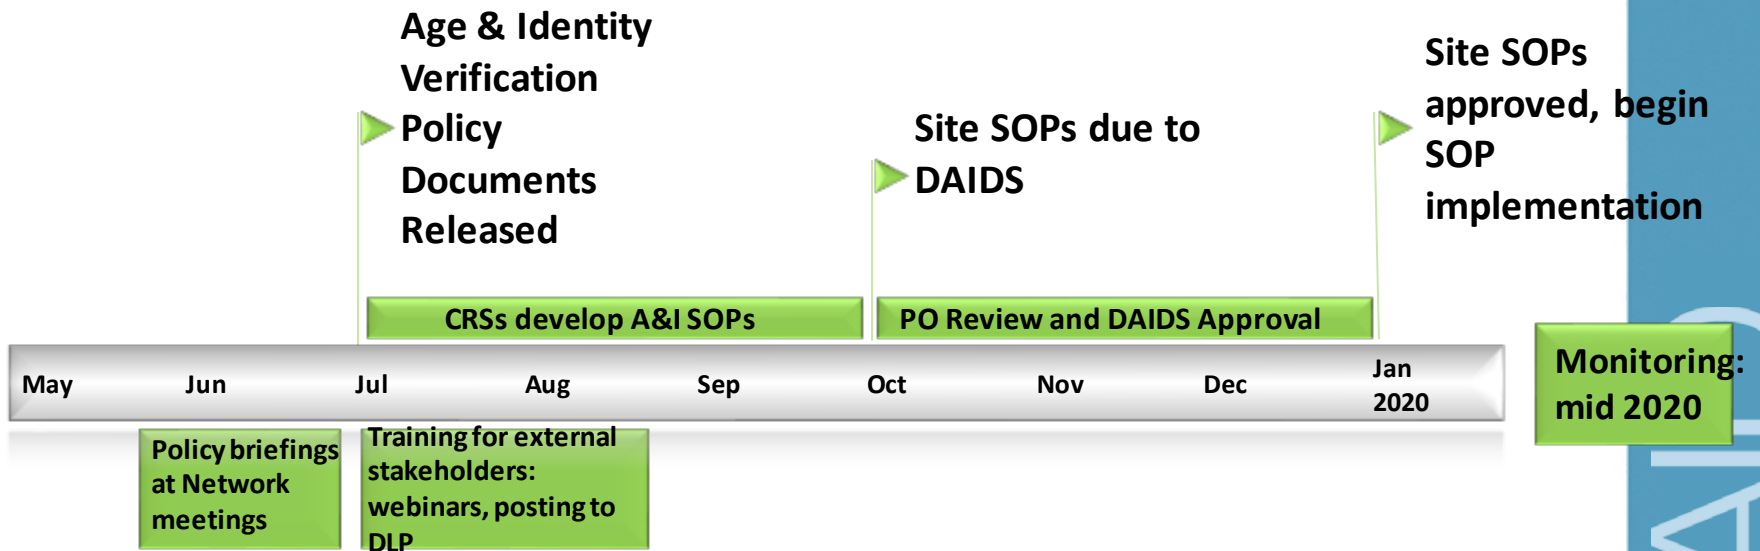 Age & Identity
Verification
Policy
Documents
Released
Site SOPs due to
DAIDS
Site SOPs
approved, begin
SOP
implementation
CRSs develop A&I SOPs
PO Review and DAIDS Approval
May
Jun
Jul
Aug
Sep
Oct
Nov
Dec
Jan
2020
Monitoring:
mid 2020
Policy briefings
at Network
meetings
Training for external
stakeholders:
webinars, posting to
DLP